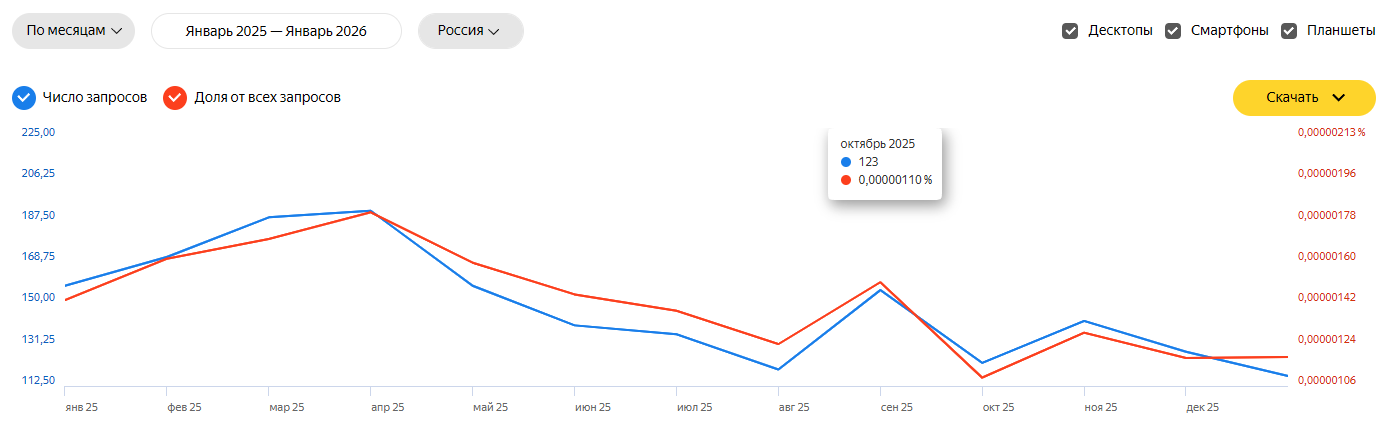 По месяцам Январь 2025 — Январь 2026 Россия Десктопы Смартфоны Планшеты
Число запросов Доля от всех запросов Скачать
225,00 0,00000213 %
октябрь 2025
123
0,00000110 %
206,25 0,00000196
187,50 0,00000178
168,75 0,00000160
150,00 0,00000142
131,25 0,00000124
112,50 0,00000106
янв 25 фев 25 мар 25 апр 25 май 25 июн 25 июл 25 авг 25 сен 25 окт 25 ноя 25 дек 25